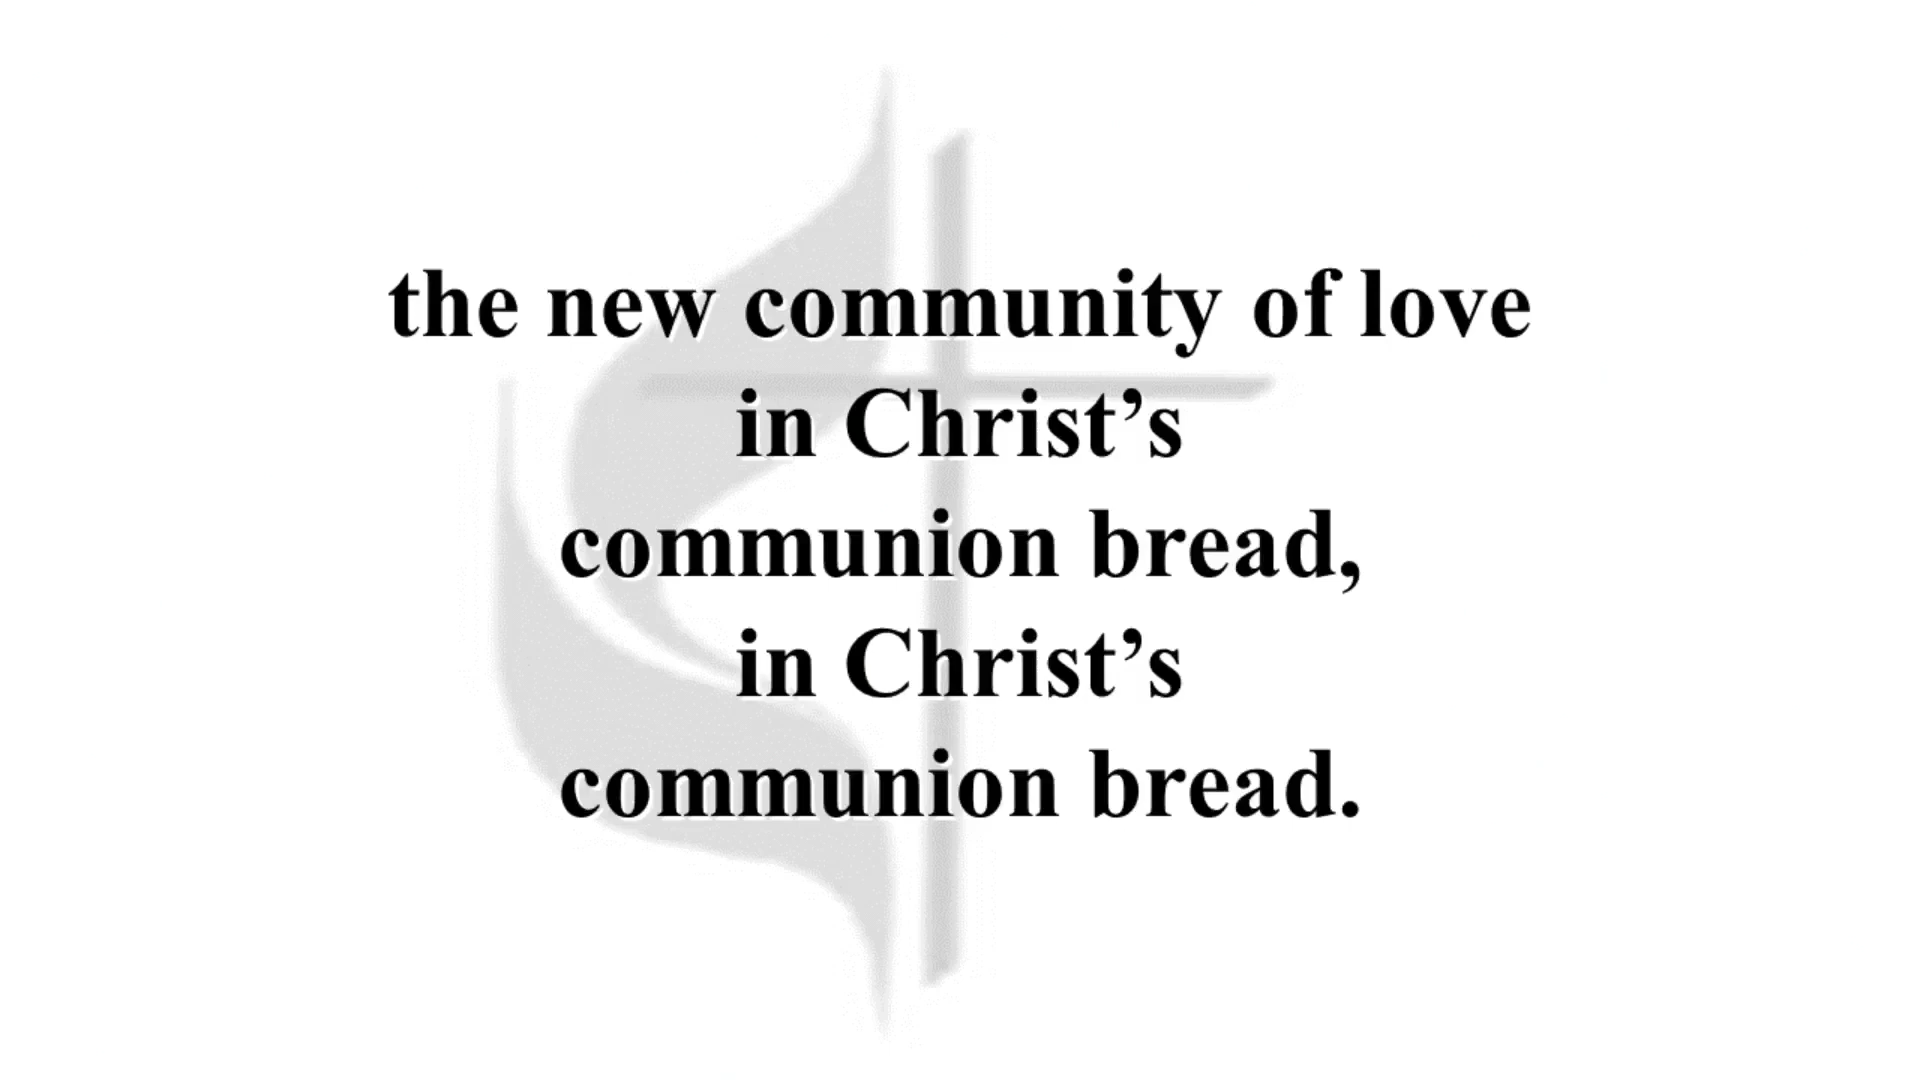 the new community of love
in Christ’s
communion bread,
in Christ’s
communion bread.